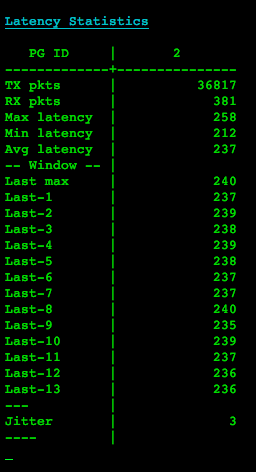 Latency Statistics
PG ID | 2
-------------+---------------
TX pkts | 36817
RX pkts | 381
Max latency | 258
Min latency | 212
Avg latency | 237
-- Window -- |
Last max | 240
Last-1 | 237
Last-2 | 239
Last-3 | 238
Last-4 | 239
Last-5 | 238
Last-6 | 237
Last-7 | 237
Last-8 | 240
Last-9 | 235
Last-10 | 239
Last-11 | 237
Last-12 | 236
Last-13 | 236
--- |
Jitter | 3
---- |
_